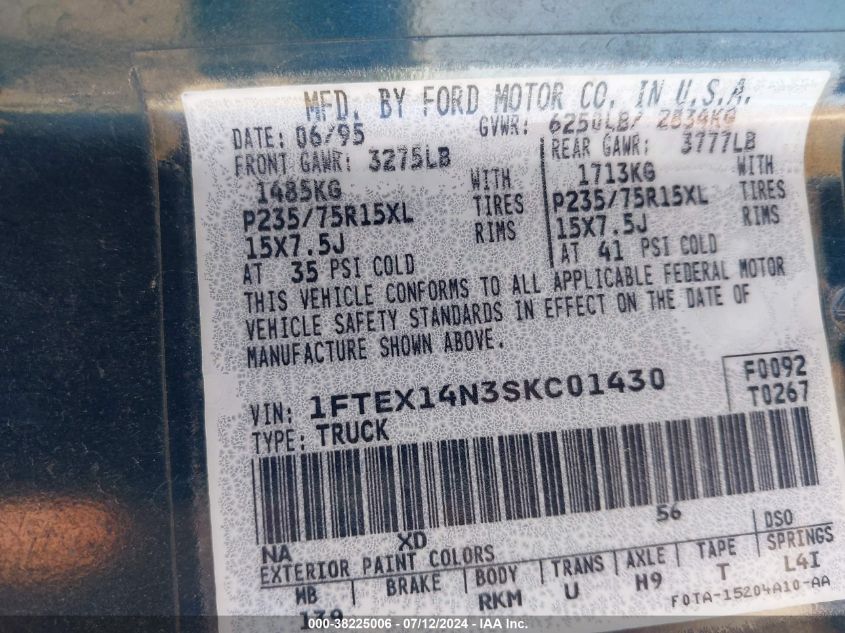 MFD. BY FORD MOTOR CO. IN U.S.A.
DATE: 06/95 GVWR: 6250LB/ 2834KG
FRONT GAWR: 3275LB REAR GAWR: 3777LB
1485KG WITH 1713KG WITH
P235/75R15XL TIRES P235/75R15XL TIRES
15X7.5J RIMS 15X7.5J RIMS
AT 35 PSI COLD AT 41 PSI COLD
THIS VEHICLE CONFORMS TO ALL APPLICABLE FEDERAL MOTOR
VEHICLE SAFETY STANDARDS IN EFFECT ON THE DATE OF
MANUFACTURE SHOWN ABOVE.
F0092
VIN: 1FTEX14N3SKC01430 T0267
TYPE: TRUCK
56
NA XD DSO
EXTERIOR PAINT COLORS
WB BRAKE BODY TRANS AXLE TAPE SPRINGS
139 RKM U H9 T L4I
F0TA-15204A10-AA
000-38225006 - 07/12/2024 - IAA Inc.